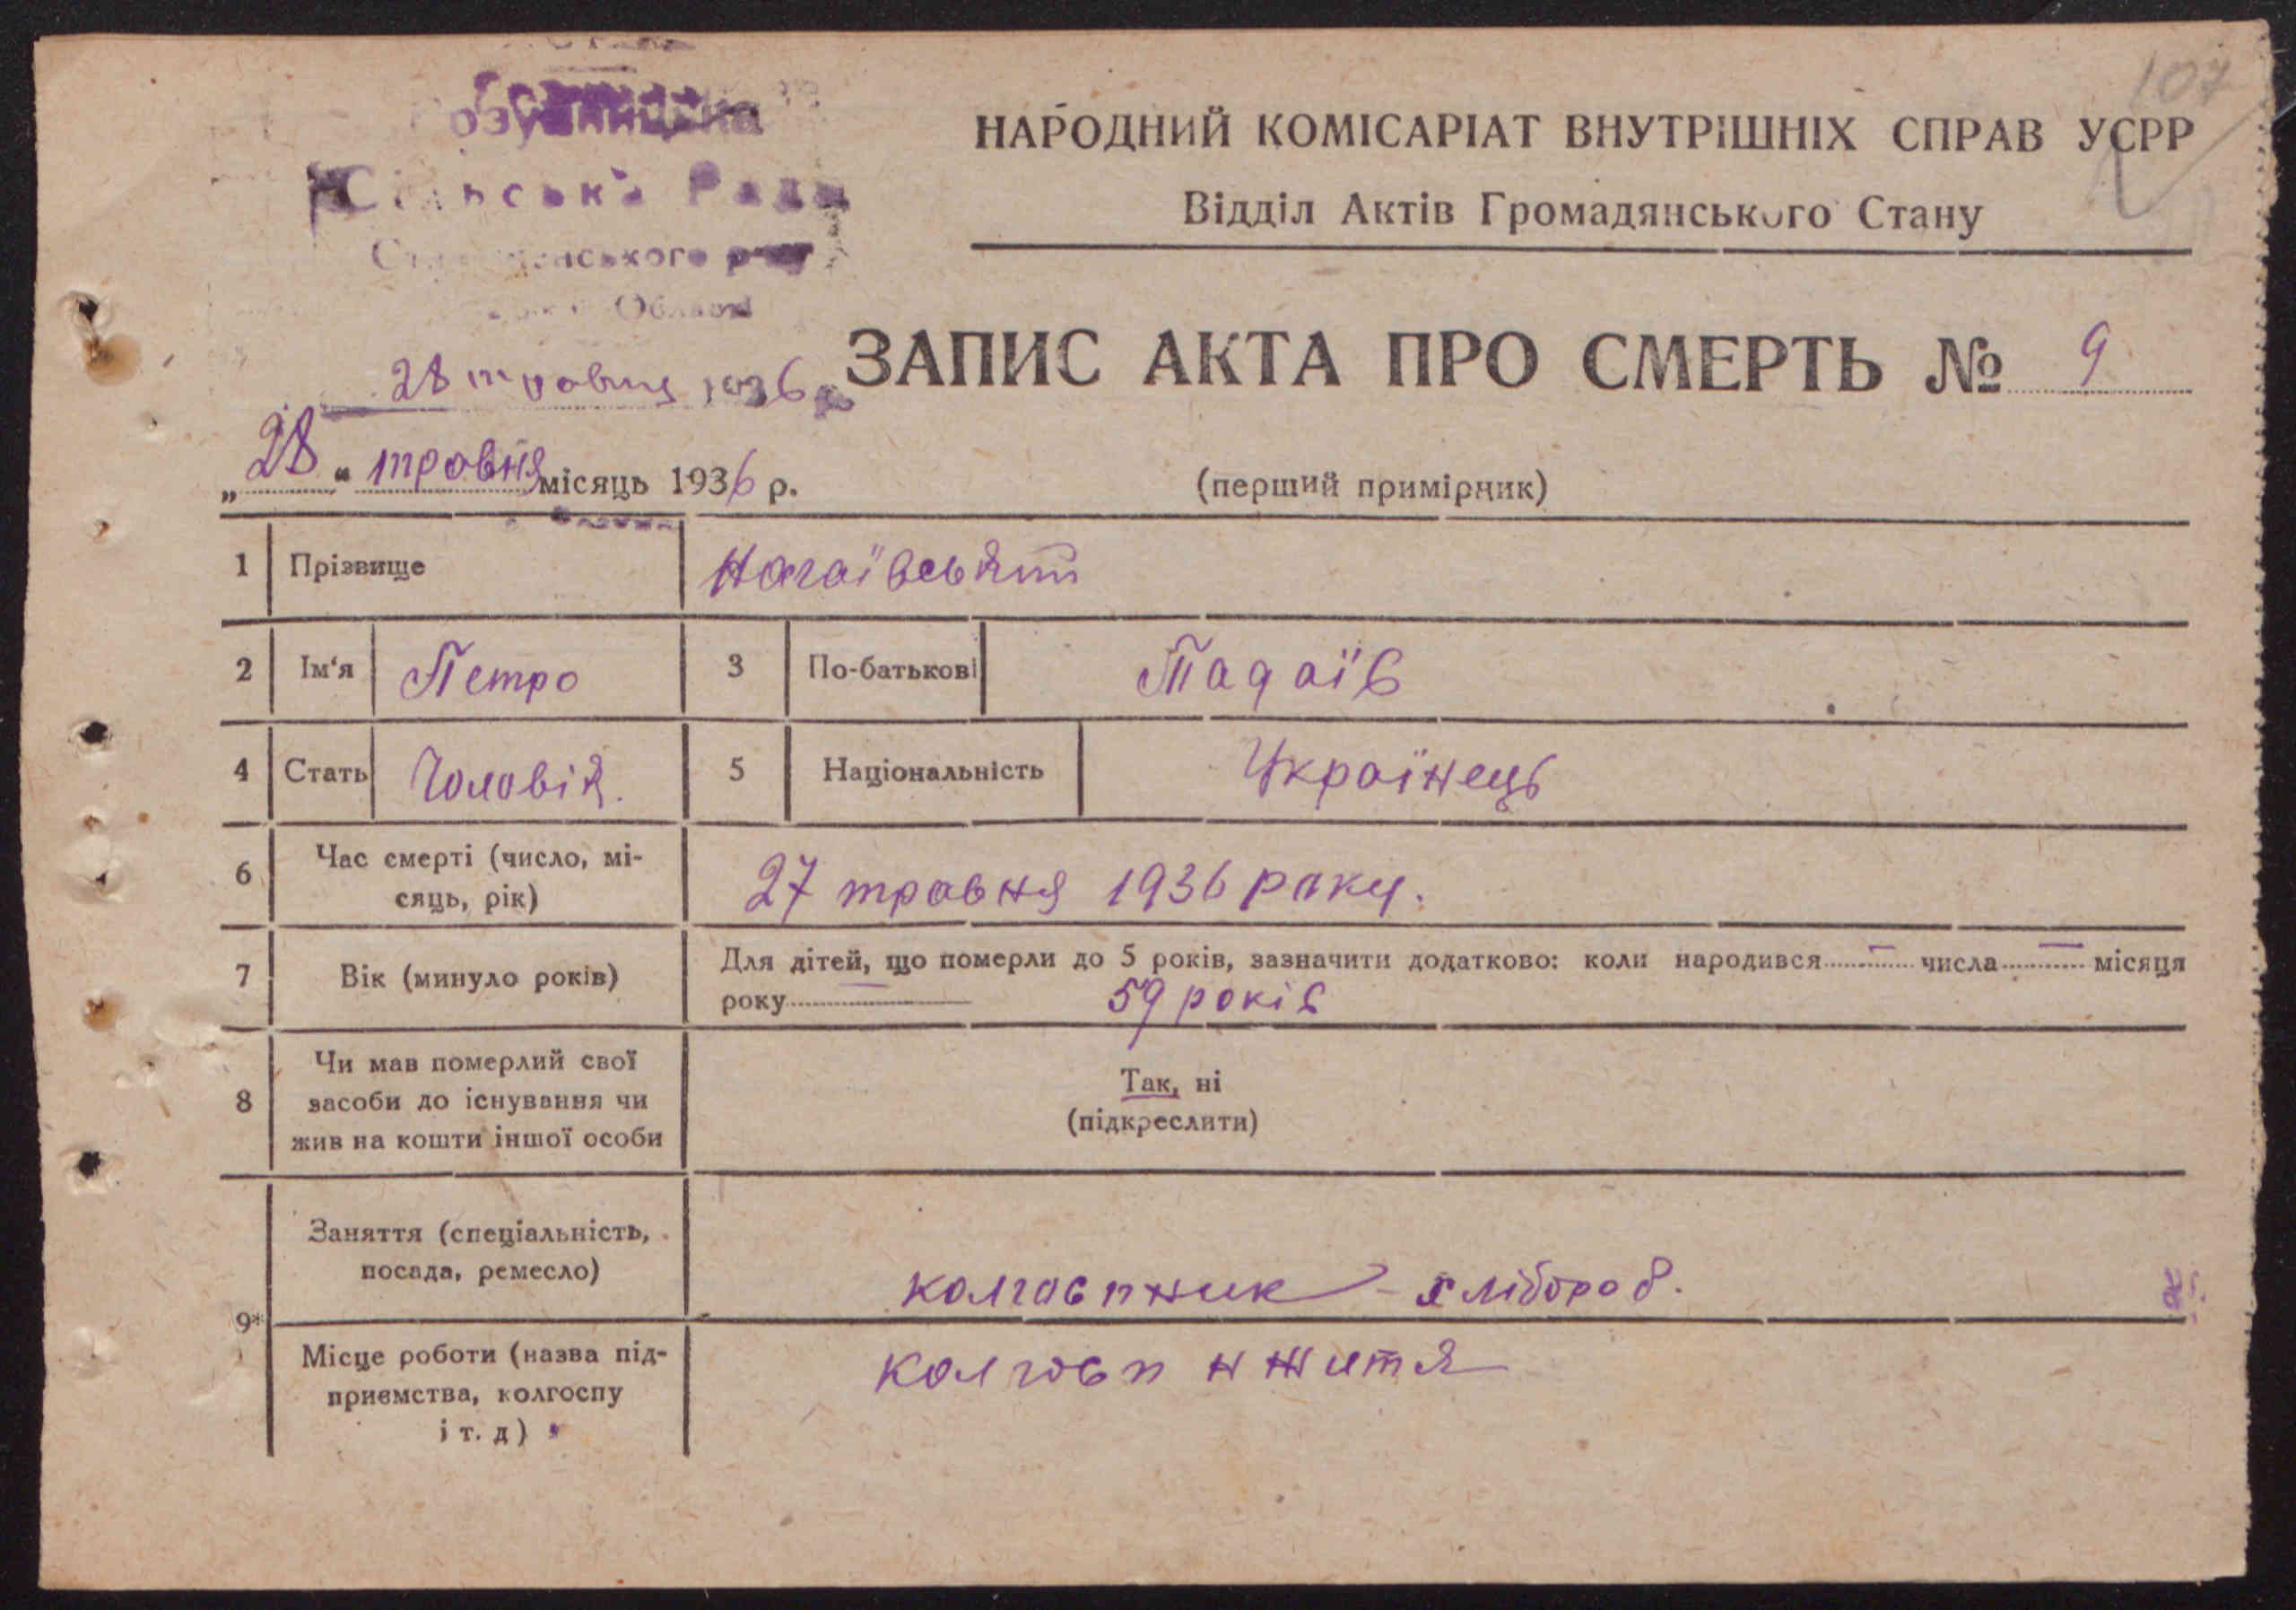 107
Сільська Рада
28 травня 1936 р.
НАРОДНИЙ КОМІСАРІАТ ВНУТРІШНІХ СПРАВ УСРР
Відділ Актів Громадянського Стану
ЗАПИС АКТА ПРО СМЕРТЬ № 9
„28“ травня місяць 1936 р.
(перший примірник)
1 Прізвище Нагаївський
2 Ім‘я Петро 3 По-батькові Тадаїв
4 Стать Чоловік. 5 Національність Українець
6 Час смерті (число, мі-
сяць, рік) 27 травня 1936 року.
7 Вік (минуло років) Для дітей, що померли до 5 років, зазначити додатково: коли народився — числа — місяця
року — 59 років
8 Чи мав померлий свої
засоби до існування чи
жив на кошти іншої особи
Так, ні
(підкреслити)
9*
Заняття (спеціальність,
посада, ремесло)
колгоспник - хлібороб.
Місце роботи (назва під-
приємства, колгоспу
і т. д)
колгосп н життя